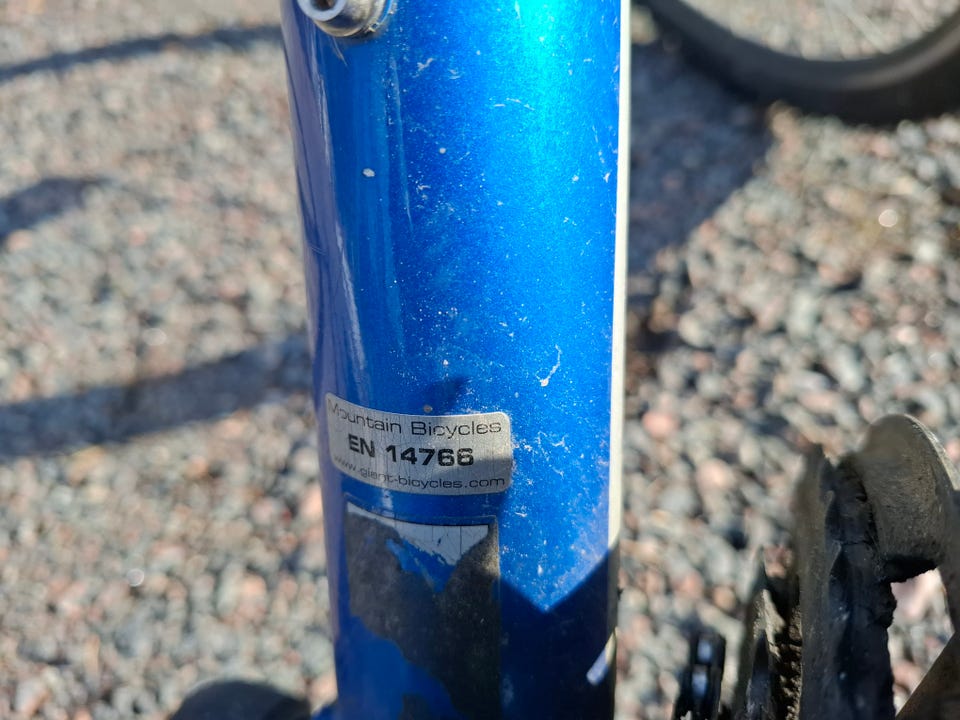 Mountain Bicycles
EN 14766
www.giant-bicycles.com